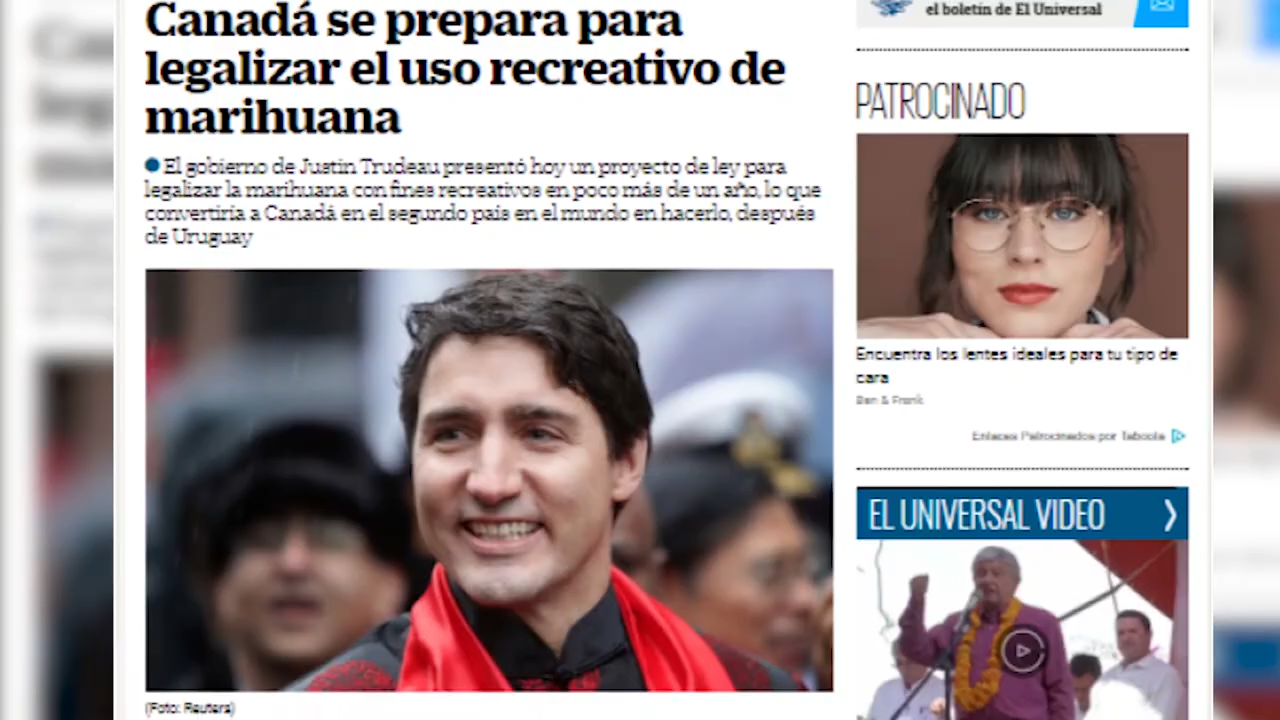 Canadá se prepara para
legalizar el uso recreativo de
marihuana
El gobierno de Justin Trudeau presentó hoy un proyecto de ley para
legalizar la marihuana con fines recreativos en poco más de un año, lo que
convertiría a Canadá en el segundo país en el mundo en hacerlo, después
de Uruguay
(Foto: Reuters)
el boletín de El Universal
PATROCINADO
Encuentra los lentes ideales para tu tipo de
cara
Ben & Frank
Enlaces Patrocinados por Taboola
EL UNIVERSAL VIDEO